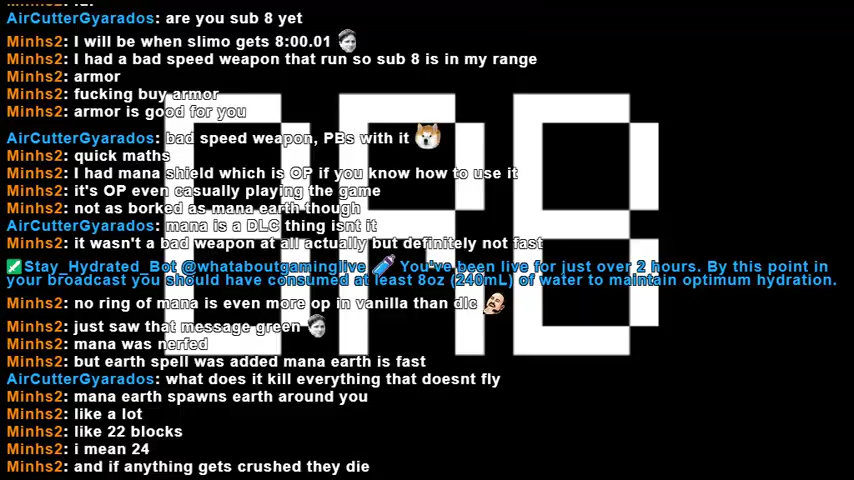 AirCutterGyarados: are you sub 8 yet
Minhs2: I will be when slimo gets 8:00.01
Minhs2: I had a bad speed weapon that run so sub 8 is in my range
Minhs2: armor
Minhs2: fucking buy armor
Minhs2: armor is good for you
AirCutterGyarados: bad speed weapon, PBs with it
Minhs2: quick maths
Minhs2: I had mana shield which is OP if you know how to use it
Minhs2: it's OP even casually playing the game
Minhs2: not as borked as mana earth though
AirCutterGyarados: mana is a DLC thing isnt it
Minhs2: it wasn't a bad weapon at all actually but definitely not fast
Stay_Hydrated_Bot @whataboutgaminglive You've been live for just over 2 hours. By this point in
your broadcast you should have consumed at least 8oz (240mL) of water to maintain optimum hydration.
Minhs2: no ring of mana is even more op in vanilla than dlc
Minhs2: just saw that message green
Minhs2: mana was nerfed
Minhs2: but earth spell was added mana earth is fast
AirCutterGyarados: what does it kill everything that doesnt fly
Minhs2: mana earth spawns earth around you
Minhs2: like a lot
Minhs2: like 22 blocks
Minhs2: i mean 24
Minhs2: and if anything gets crushed they die
BRB